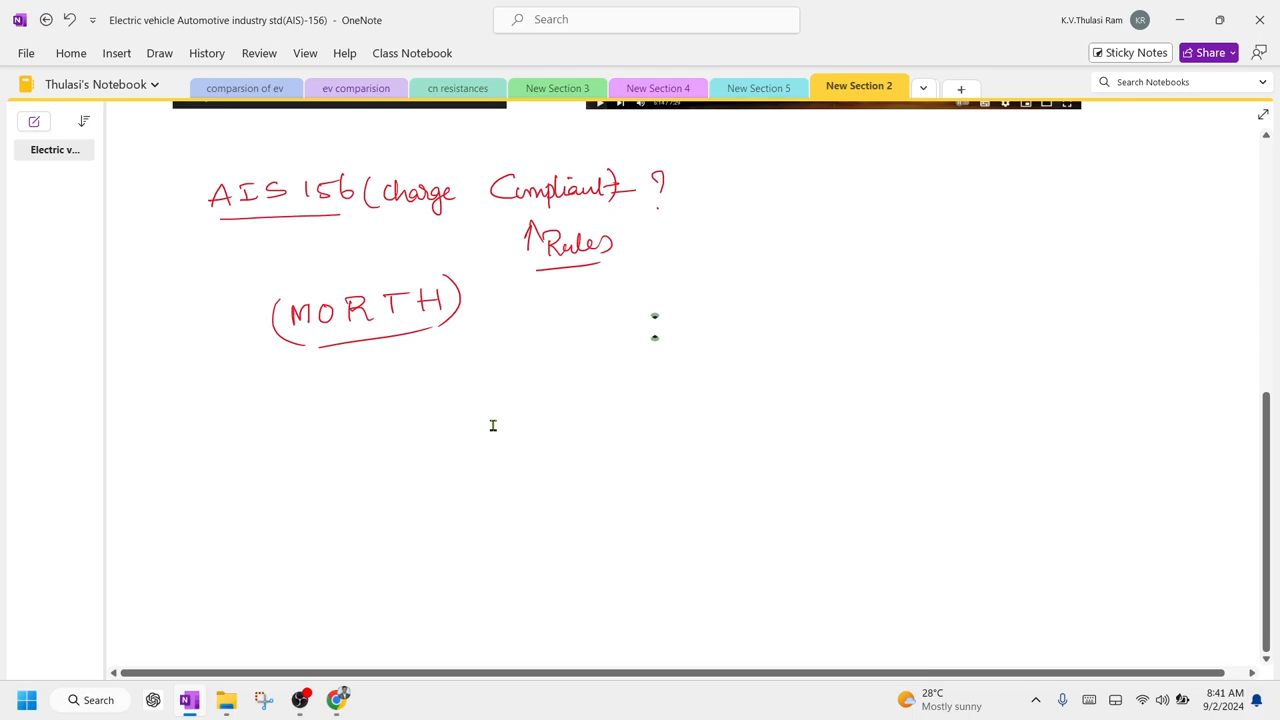 Electric vehicle Automotive industry std(AIS)-156) - OneNote
Search
K.V.Thulasi Ram
KR
File Home Insert Draw History Review View Help Class Notebook
Sticky Notes
Share
Thulasi's Notebook
comparsion of ev
ev comparision
cn resistances
New Section 3
New Section 4
New Section 5
New Section 2
+
Search Notebooks
Electric v...
AIS 156 (Charge Compliant) ?
Rules
(MORTH)
Search
28°C
Mostly sunny
8:41 AM
9/2/2024